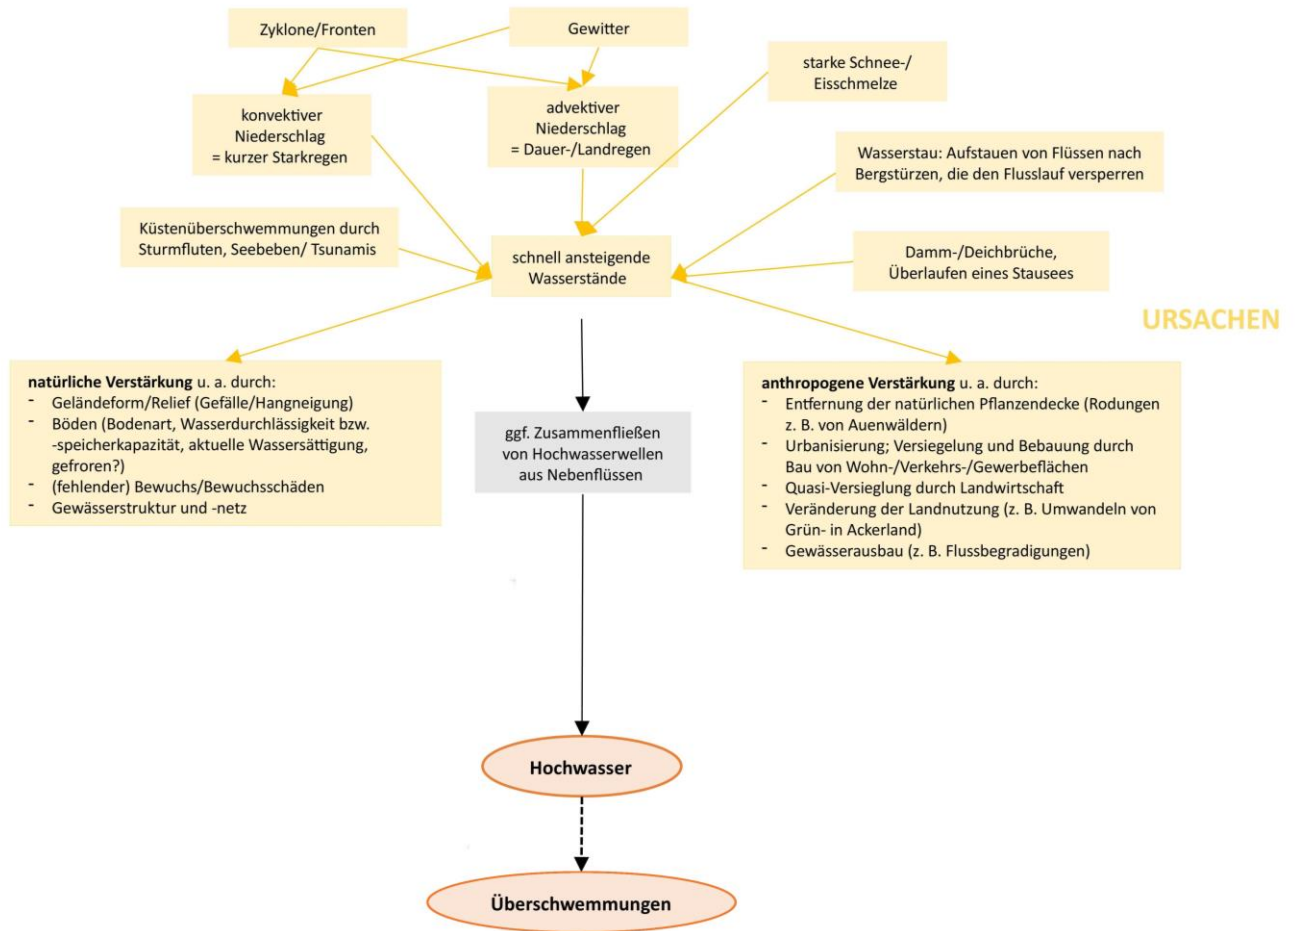 Zyklone/Fronten
Gewitter
starke Schnee-/
Eisschmelze
konvektiver
Niederschlag
= kurzer Starkregen
advektiver
Niederschlag
= Dauer-/Landregen
Wasserstau: Aufstauen von Flüssen nach
Bergstürzen, die den Flusslauf versperren
Küstenüberschwemmungen durch
Sturmfluten, Seebeben/ Tsunamis
schnell ansteigende
Wasserstände
Damm-/Deichbrüche,
Überlaufen eines Stausees
URSACHEN
natürliche Verstärkung u. a. durch:
- Geländeform/Relief (Gefälle/Hangneigung)
- Böden (Bodenart, Wasserdurchlässigkeit bzw.
-speicherkapazität, aktuelle Wassersättigung,
gefroren?)
- (fehlender) Bewuchs/Bewuchsschäden
- Gewässerstruktur und -netz
ggf. Zusammenfließen
von Hochwasserwellen
aus Nebenflüssen
anthropogene Verstärkung u. a. durch:
- Entfernung der natürlichen Pflanzendecke (Rodungen
z. B. von Auenwäldern)
- Urbanisierung; Versiegelung und Bebauung durch
Bau von Wohn-/Verkehrs-/Gewerbeflächen
- Quasi-Versieglung durch Landwirtschaft
- Veränderung der Landnutzung (z. B. Umwandeln von
Grün- in Ackerland)
- Gewässerausbau (z. B. Flussbegradigungen)
Hochwasser
Überschwemmungen